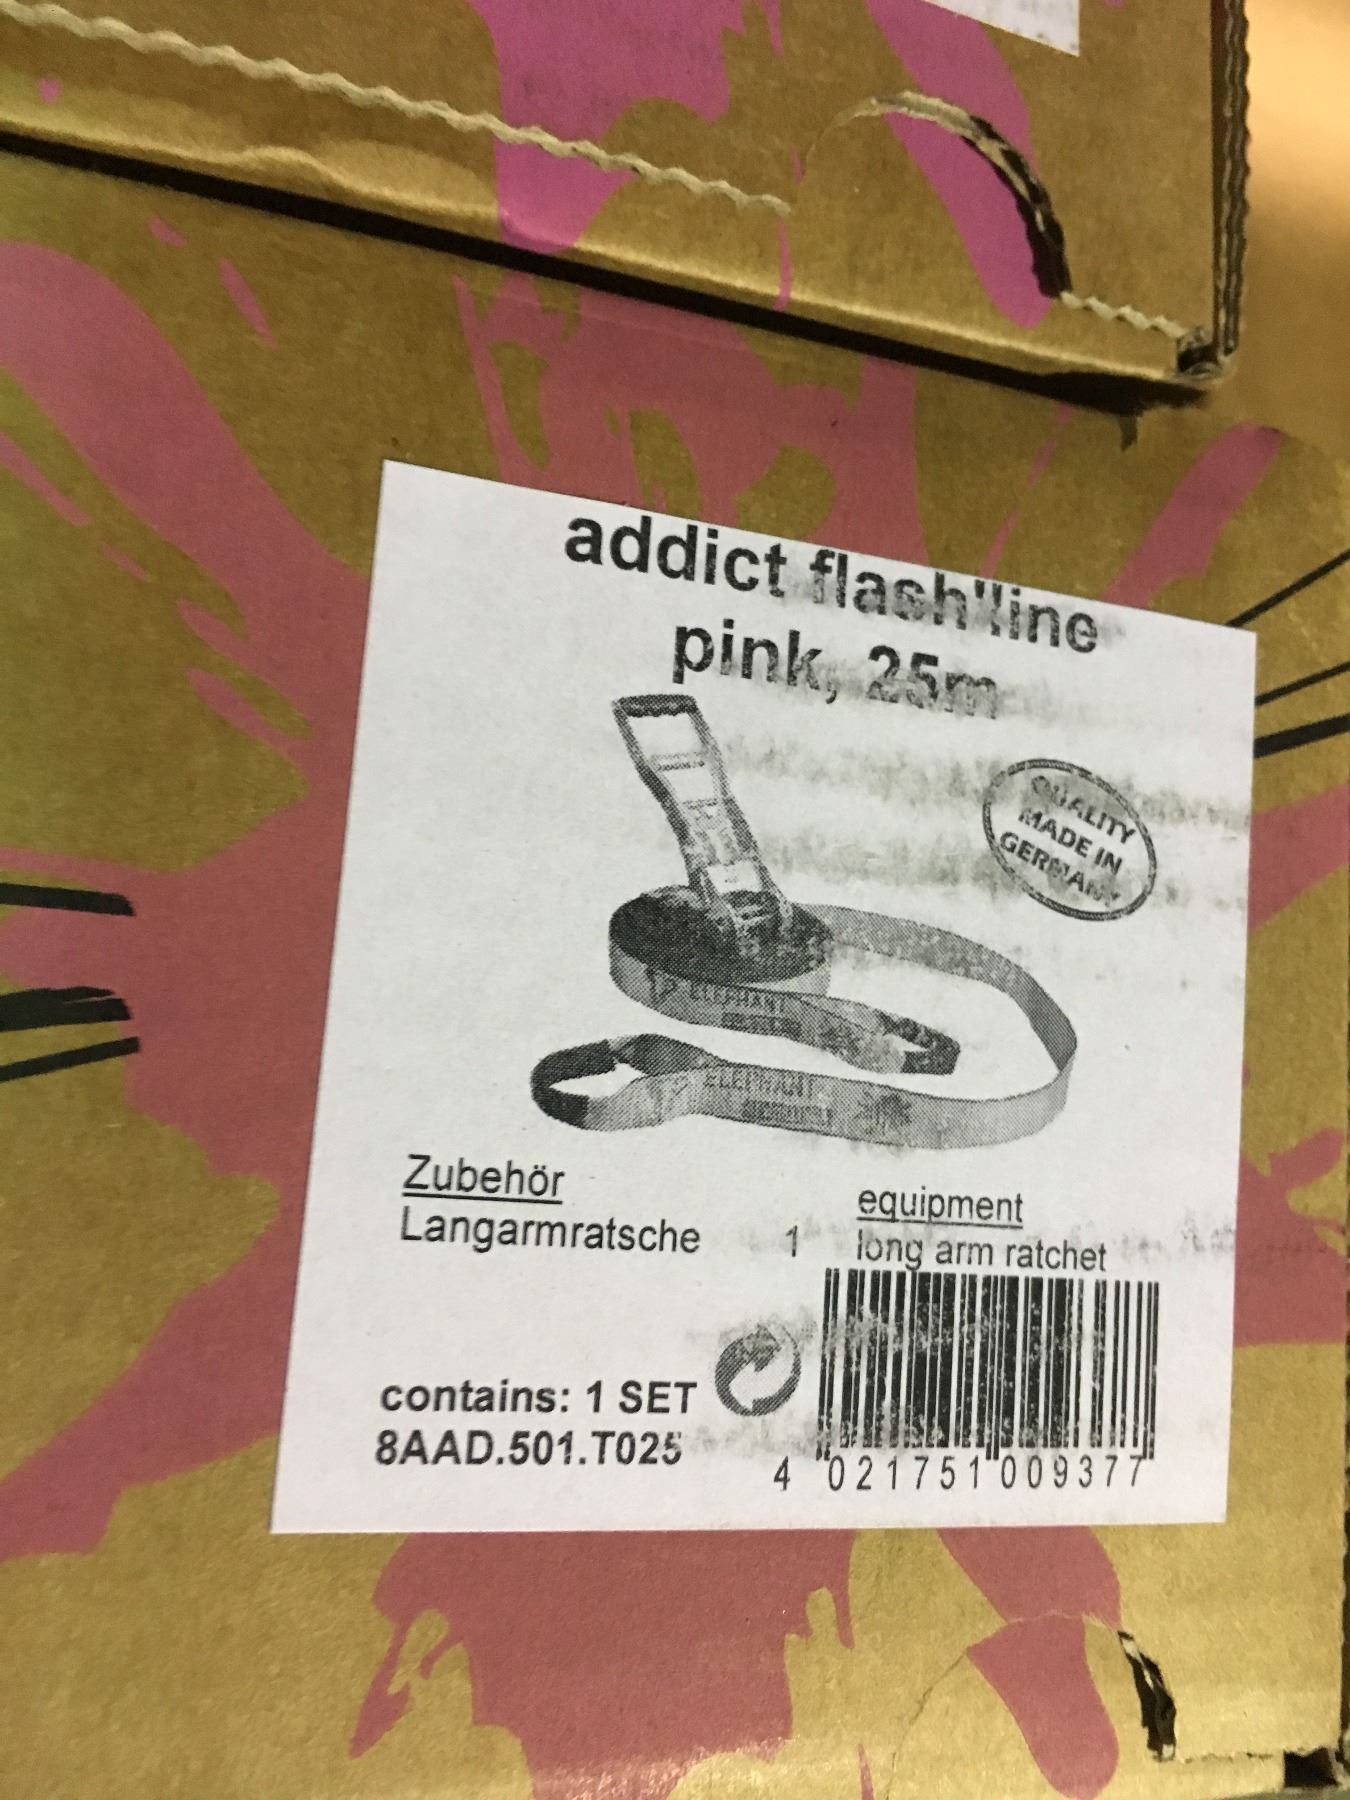 addict flash'line
pink, 25m
QUALITY
MADE IN
GERMANY
ELEPHANT
ELEPHANT
Zubehör
Langarmratsche 1
equipment
long arm ratchet
contains: 1 SET
8AAD.501.T025
4 021751 009377